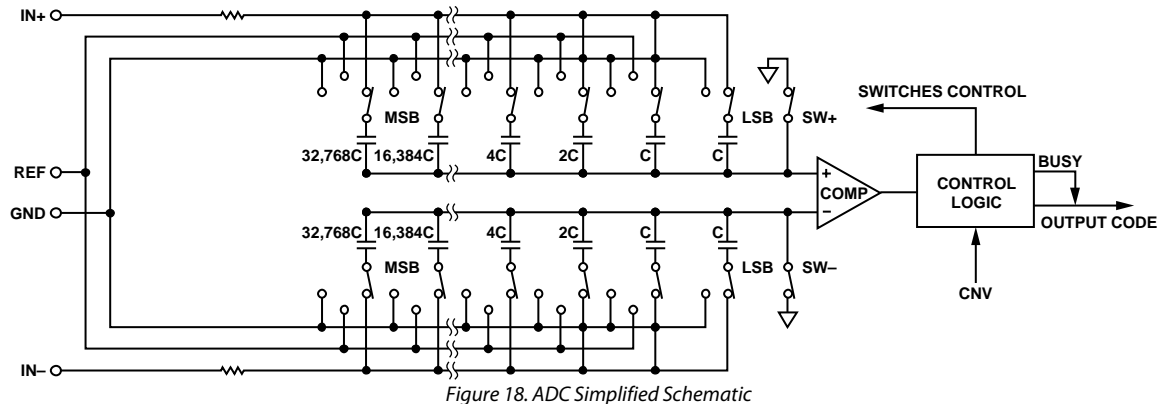 IN+
SWITCHES CONTROL
MSB
LSB
SW+
32,768C 16,384C 4C 2C C C
BUSY
REF
COMP
+
−
CONTROL
LOGIC
GND
OUTPUT CODE
32,768C 16,384C 4C 2C C C
MSB
LSB
SW−
CNV
IN−
Figure 18. ADC Simplified Schematic